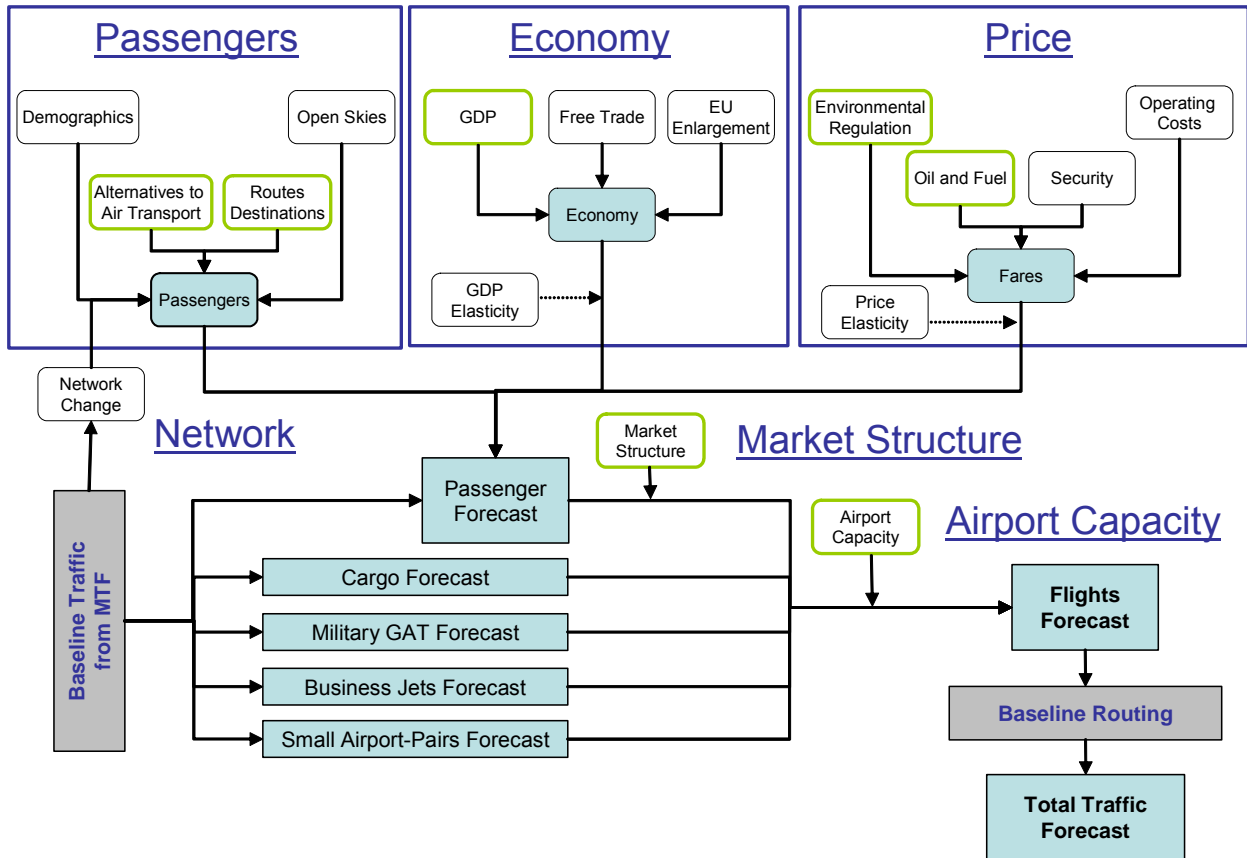 Passengers
Economy
Price
Demographics
Open Skies
Alternatives to
Air Transport
Routes
Destinations
Passengers
GDP
Free Trade
EU
Enlargement
Economy
GDP
Elasticity
Environmental
Regulation
Operating
Costs
Oil and Fuel
Security
Fares
Price
Elasticity
Network
Change
Network
Market
Structure
Market Structure
Passenger
Forecast
Airport
Capacity
Airport Capacity
Baseline Traffic
from MTF
Cargo Forecast
Military GAT Forecast
Business Jets Forecast
Small Airport-Pairs Forecast
Flights
Forecast
Baseline Routing
Total Traffic
Forecast